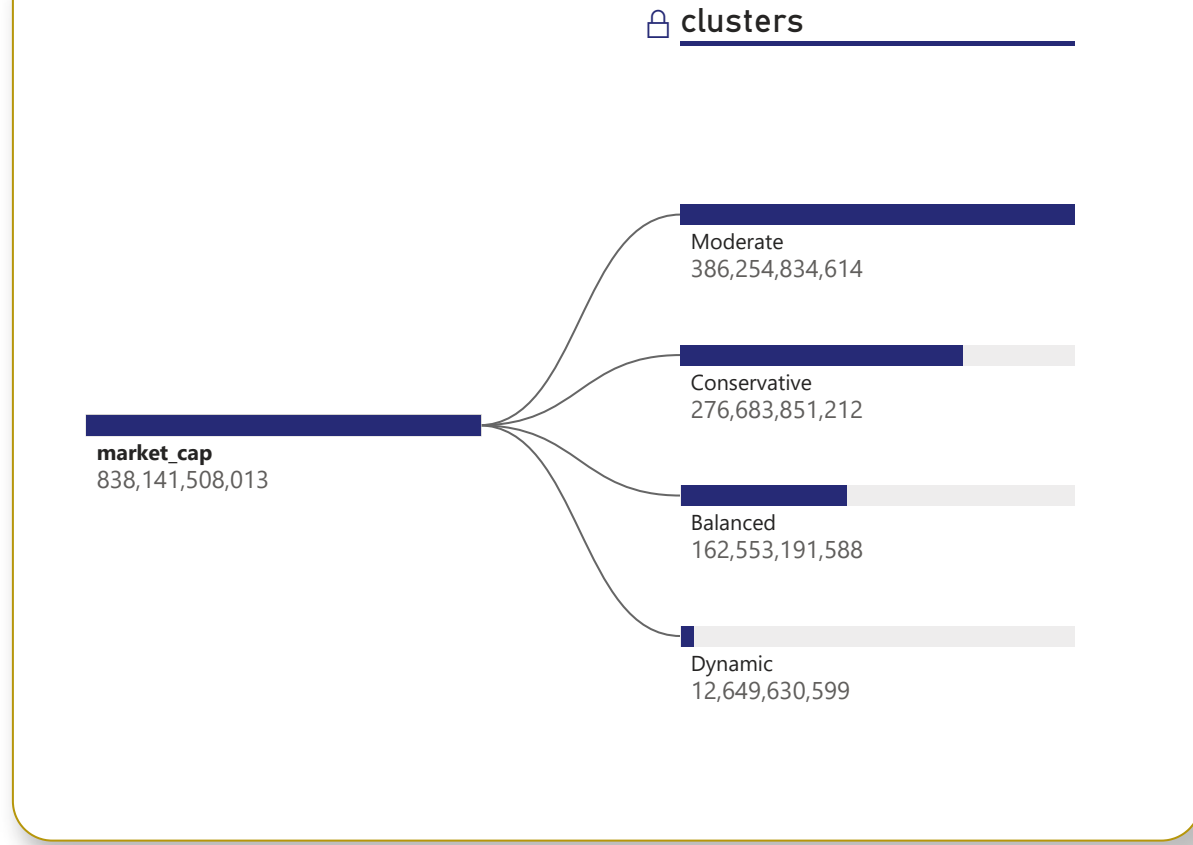 clusters
Moderate
386,254,834,614
Conservative
276,683,851,212
market_cap
838,141,508,013
Balanced
162,553,191,588
Dynamic
12,649,630,599